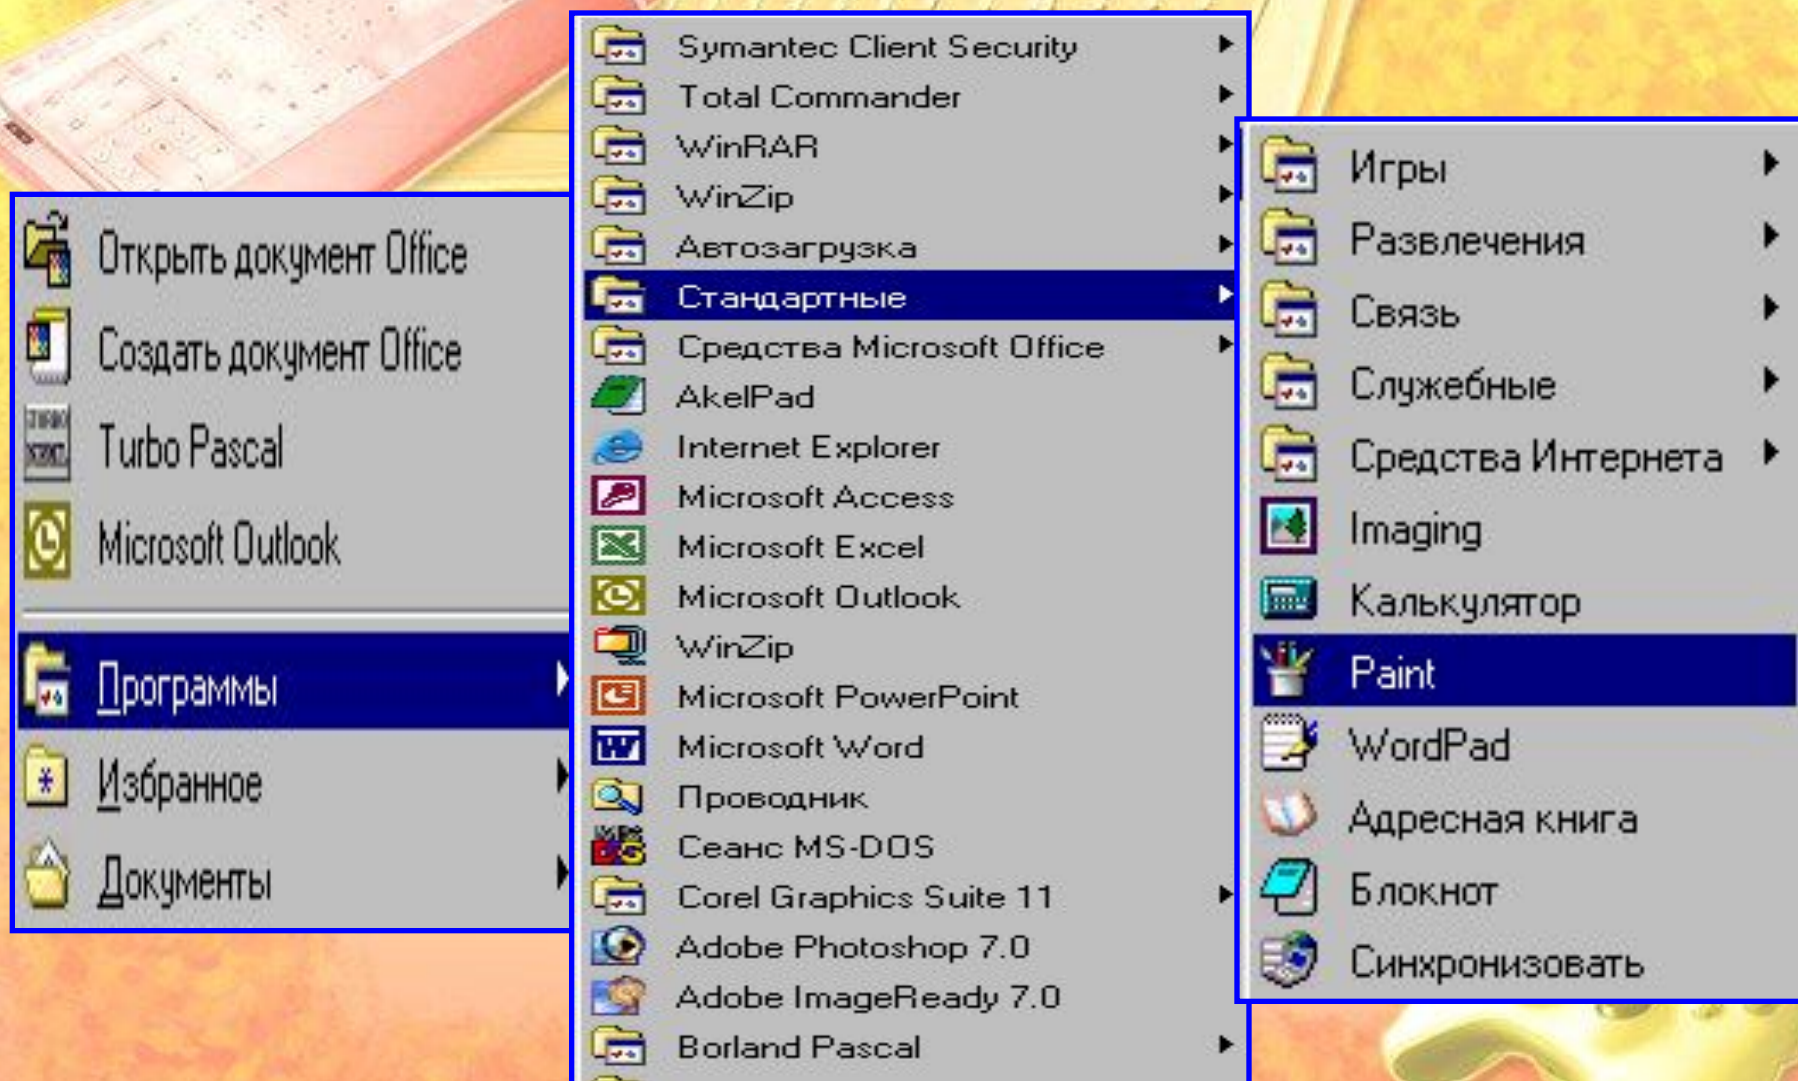 Открыть документ Office
Создать документ Office
Turbo Pascal
Microsoft Outlook
Программы
Избранное
Документы
Symantec Client Security
Total Commander
WinRAR
WinZip
Автозагрузка
Стандартные
Средства Microsoft Office
AkelPad
Internet Explorer
Microsoft Access
Microsoft Excel
Microsoft Outlook
WinZip
Microsoft PowerPoint
Microsoft Word
Проводник
Сеанс MS-DOS
Corel Graphics Suite 11
Adobe Photoshop 7.0
Adobe ImageReady 7.0
Borland Pascal
Игры
Развлечения
Связь
Служебные
Средства Интернета
Imaging
Калькулятор
Paint
WordPad
Адресная книга
Блокнот
Синхронизовать